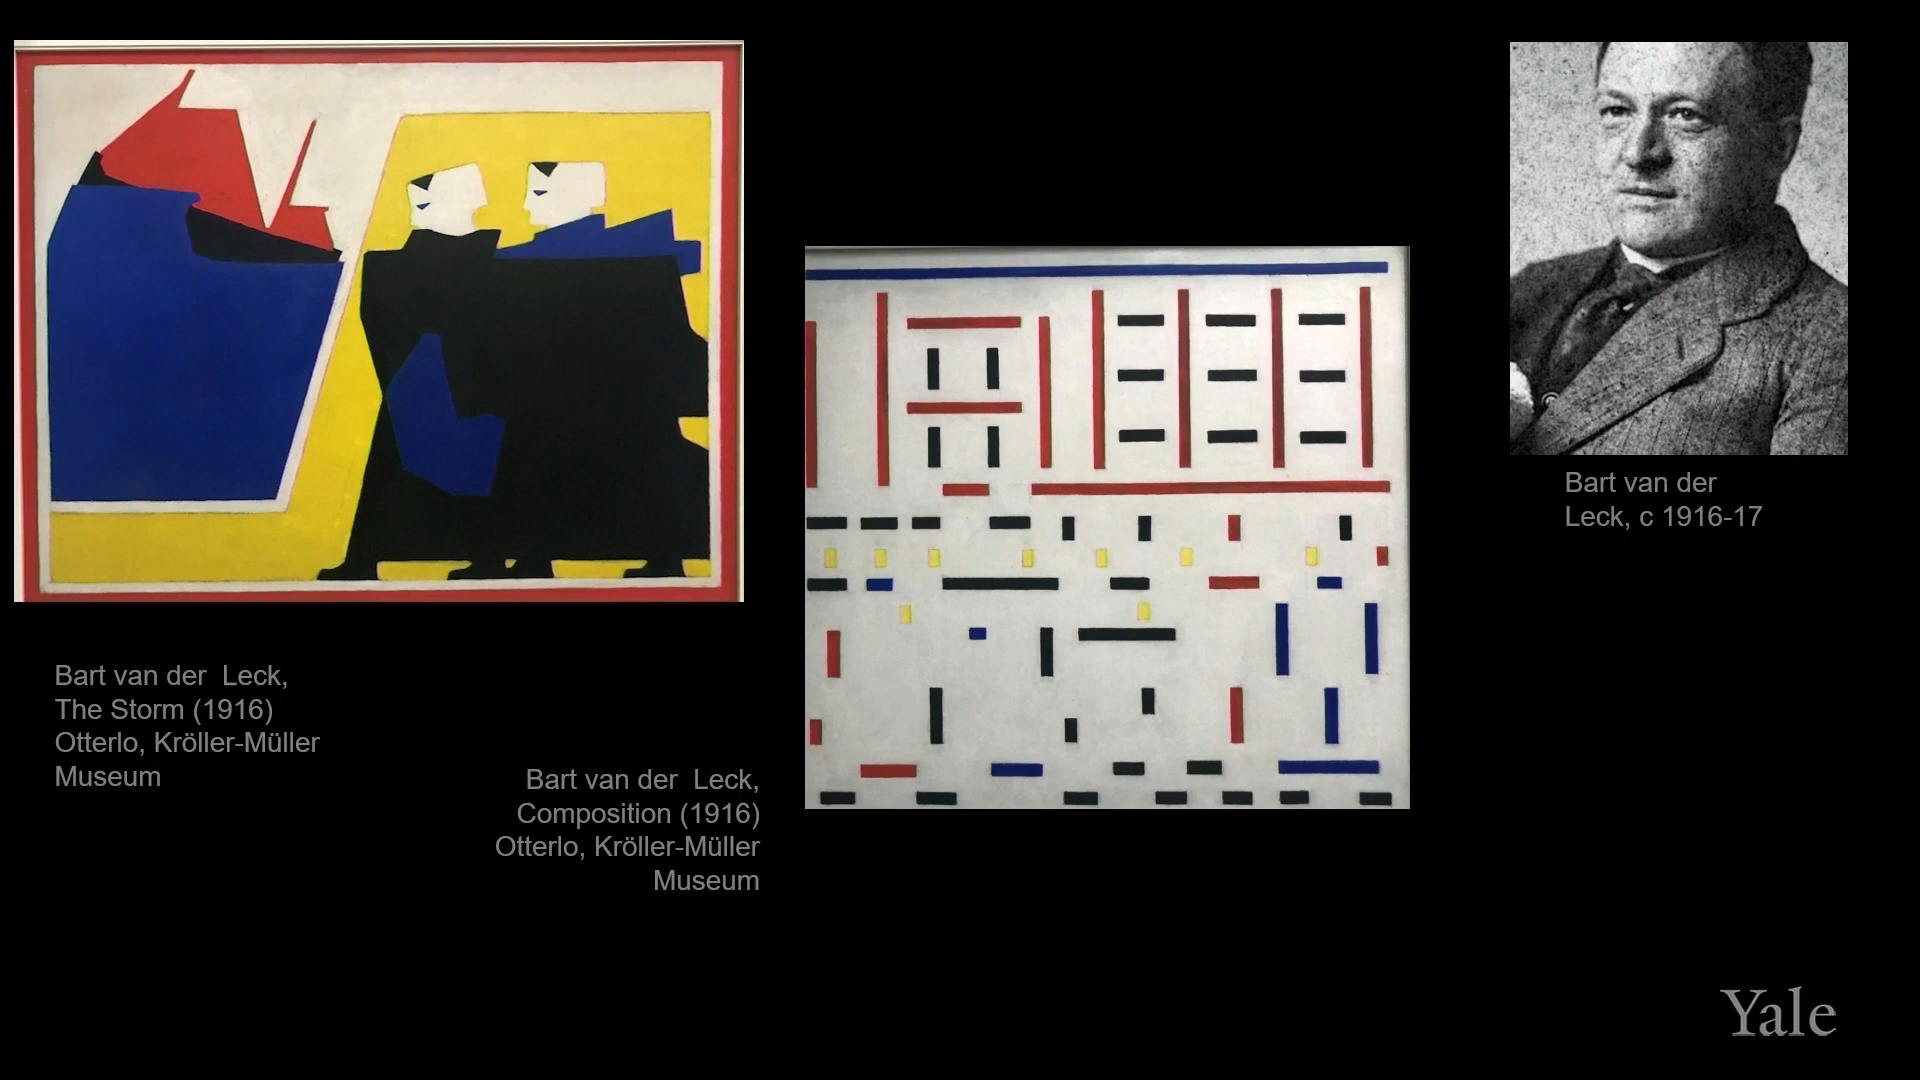 Bart van der  Leck,
The Storm (1916)
Otterlo, Kröller-Müller
Museum
Bart van der  Leck,
Composition (1916)
Otterlo, Kröller-Müller
Museum
Bart van der
Leck, c 1916-17
Yale